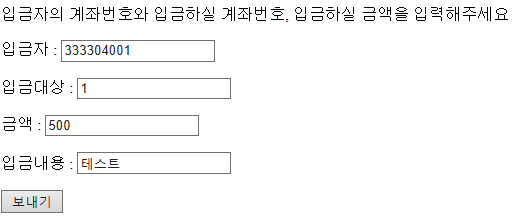 입금자의 계좌번호와 입금하실 계좌번호, 입금하실 금액을 입력해주세요
입금자 : 333304001
입금대상 : 1
금액 : 500
입금내용 : 테스트
보내기